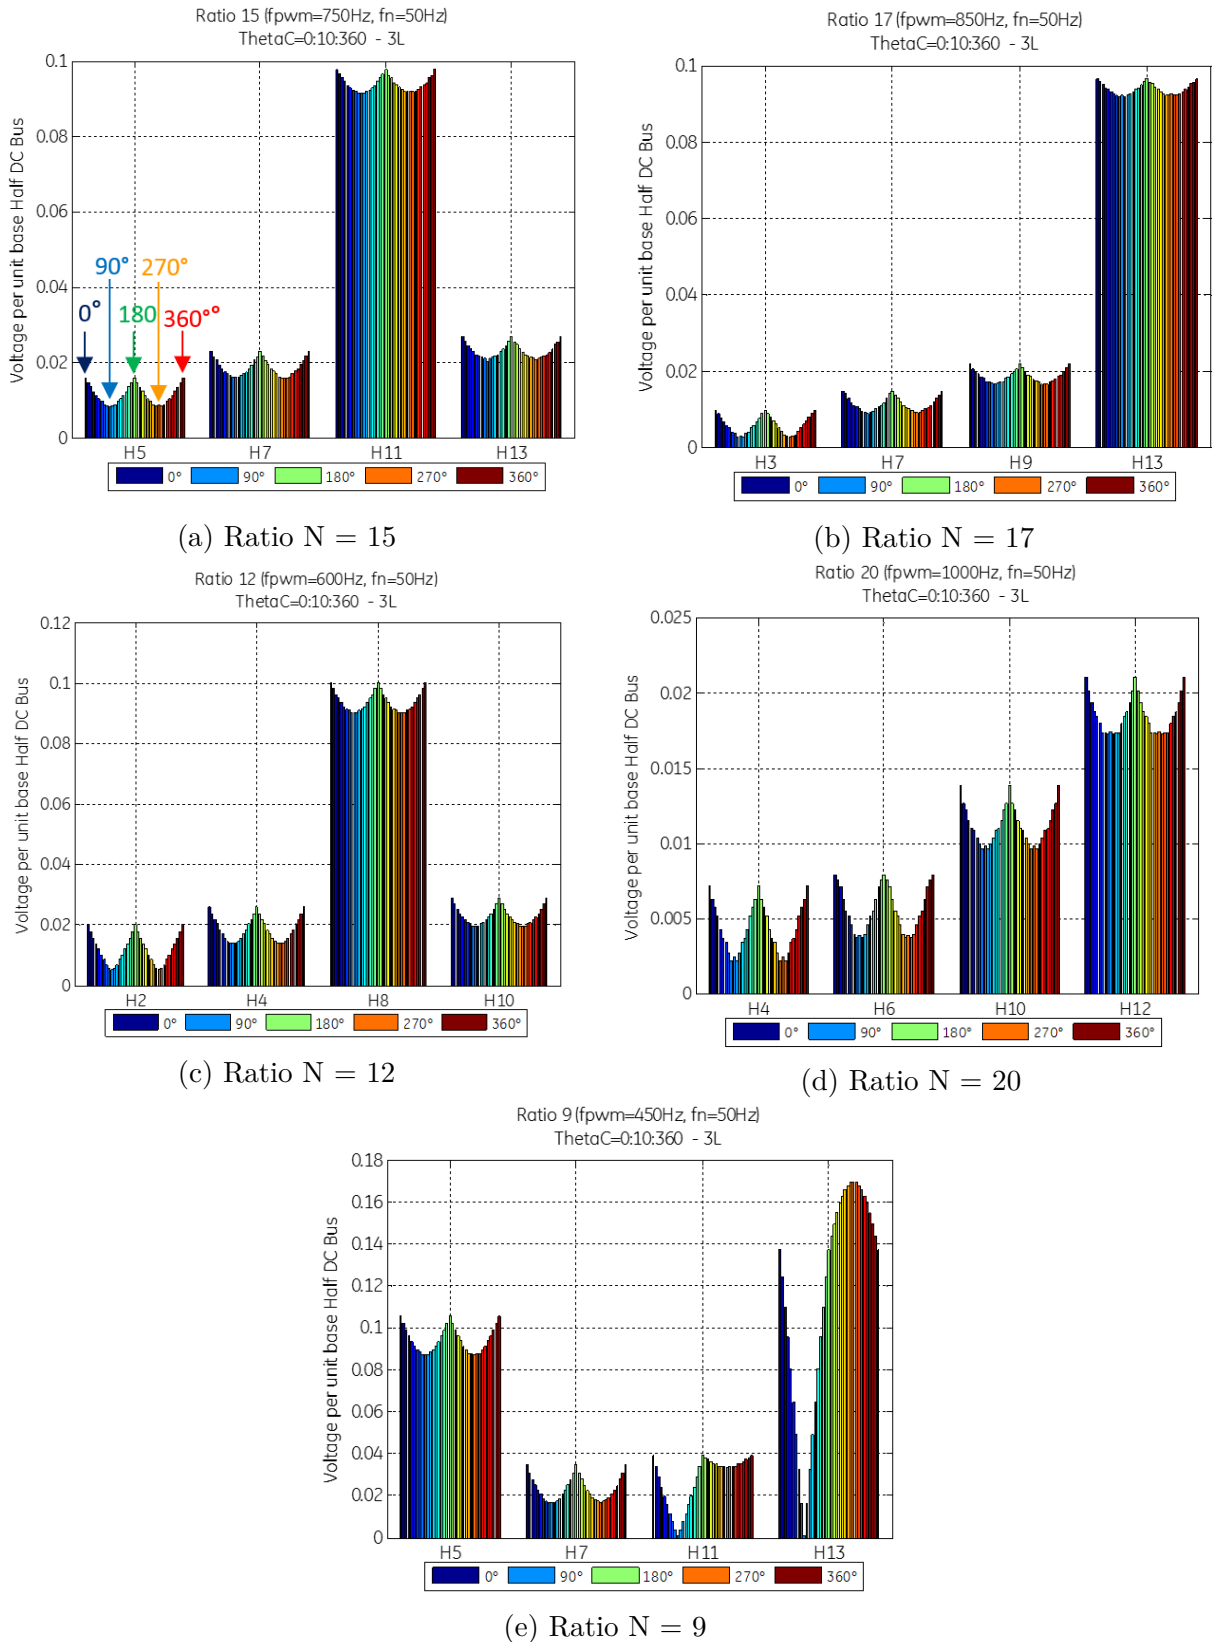 Ratio 15 (fpwm=750Hz, fn=50Hz)
ThetaC=0:10:360 - 3L
Voltage per unit base Half DC Bus
0.1
0.08
0.06
0.04
0.02
0
0°
90°
180
270°
360°°
H5 H7 H11 H13
0° 90° 180° 270° 360°
(a) Ratio N = 15
Ratio 17 (fpwm=850Hz, fn=50Hz)
ThetaC=0:10:360 - 3L
Voltage per unit base Half DC Bus
0.1
0.08
0.06
0.04
0.02
0
H3 H7 H9 H13
0° 90° 180° 270° 360°
(b) Ratio N = 17
Ratio 12 (fpwm=600Hz, fn=50Hz)
ThetaC=0:10:360 - 3L
Voltage per unit base Half DC Bus
0.12
0.1
0.08
0.06
0.04
0.02
0
H2 H4 H8 H10
0° 90° 180° 270° 360°
(c) Ratio N = 12
Ratio 20 (fpwm=1000Hz, fn=50Hz)
ThetaC=0:10:360 - 3L
Voltage per unit base Half DC Bus
0.025
0.02
0.015
0.01
0.005
0
H4 H6 H10 H12
0° 90° 180° 270° 360°
(d) Ratio N = 20
Ratio 9 (fpwm=450Hz, fn=50Hz)
ThetaC=0:10:360 - 3L
Voltage per unit base Half DC Bus
0.18
0.16
0.14
0.12
0.1
0.08
0.06
0.04
0.02
0
H5 H7 H11 H13
0° 90° 180° 270° 360°
(e) Ratio N = 9